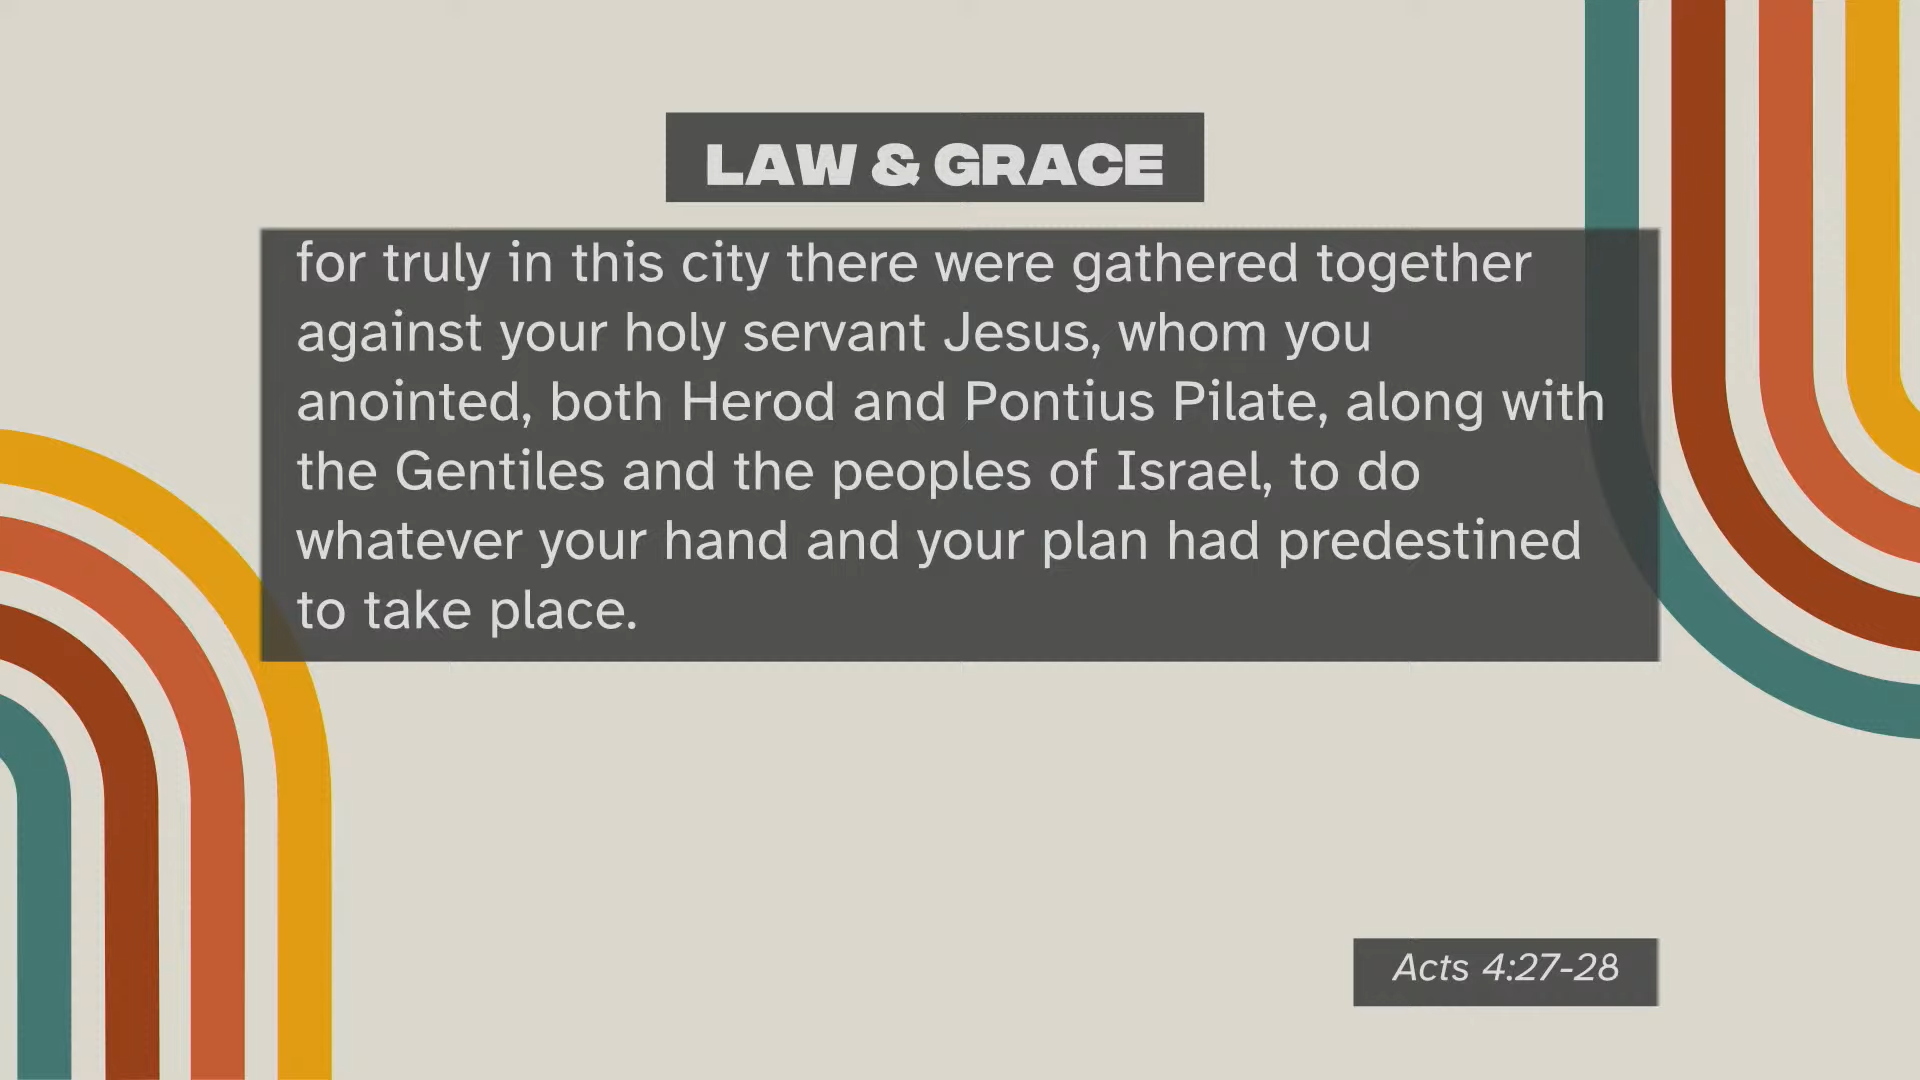 LAW & GRACE
for truly in this city there were gathered together
against your holy servant Jesus, whom you
anointed, both Herod and Pontius Pilate, along with
the Gentiles and the peoples of Israel, to do
whatever your hand and your plan had predestined
to take place.
Acts 4:27-28